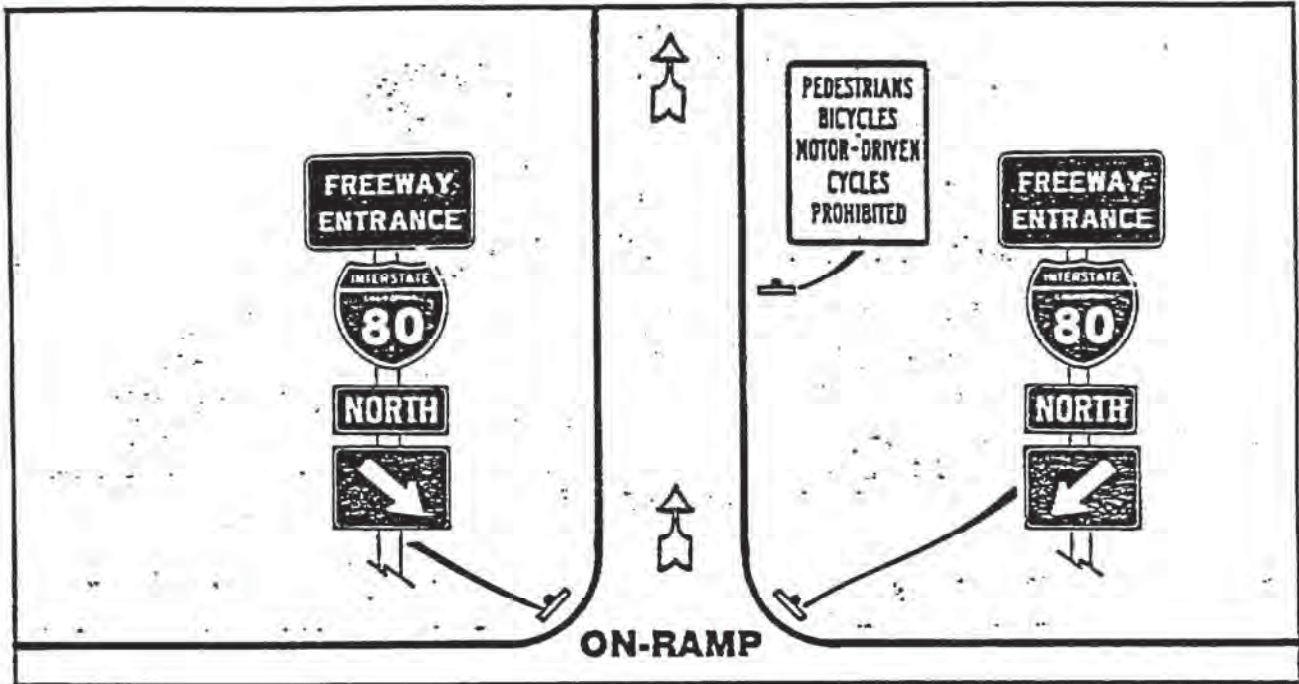 FREEWAY
ENTRANCE
INTERSTATE
80
NORTH
PEDESTRIANS
BICYCLES
MOTOR-DRIVEN
CYCLES
PROHIBITED
FREEWAY
ENTRANCE
INTERSTATE
80
NORTH
ON-RAMP